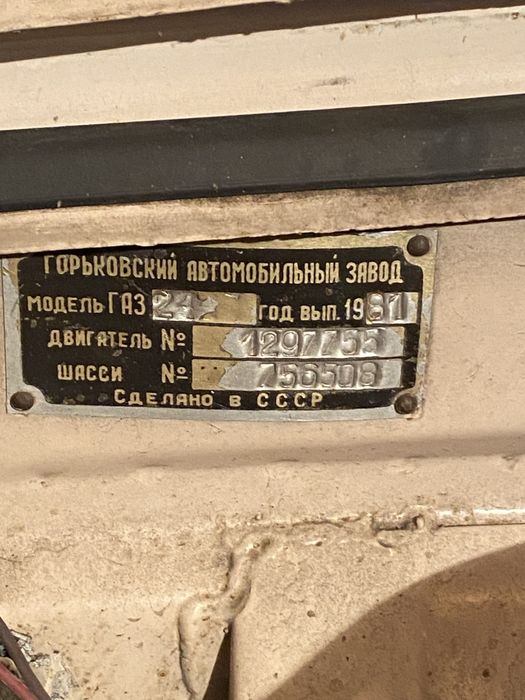 ГОРЬКОВСКИЙ АВТОМОБИЛЬНЫЙ ЗАВОД
МОДЕЛЬ ГАЗ 24 ГОД ВЫП. 1981
ДВИГАТЕЛЬ № 1297755
ШАССИ № 756508
СДЕЛАНО В СССР